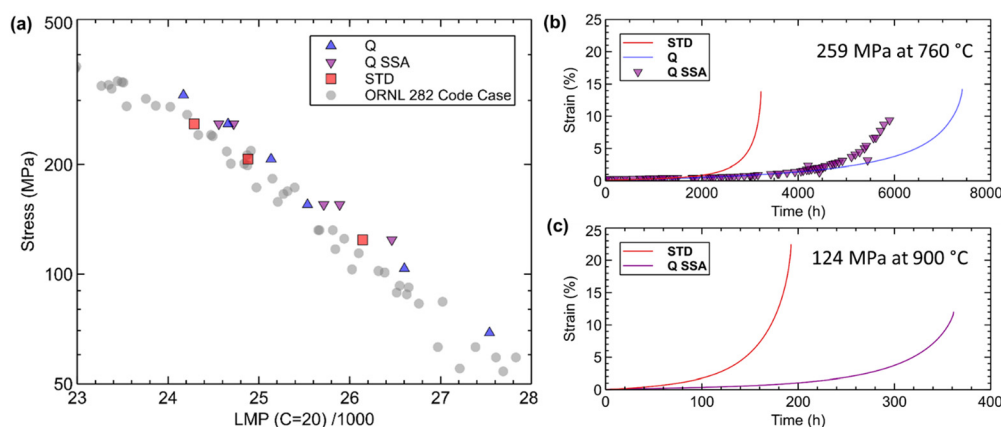 (a)
500
200
100
50
Stress (MPa)
Q
Q SSA
STD
ORNL 282 Code Case
23 24 25 26 27 28
LMP (C=20) /1000
(b)
25
20
15
10
5
0
Strain (%)
STD
Q
Q SSA
259 MPa at 760 °C
0 2000 4000 6000 8000
Time (h)
(c)
25
20
15
10
5
0
Strain (%)
STD
Q SSA
124 MPa at 900 °C
0 100 200 300 400
Time (h)